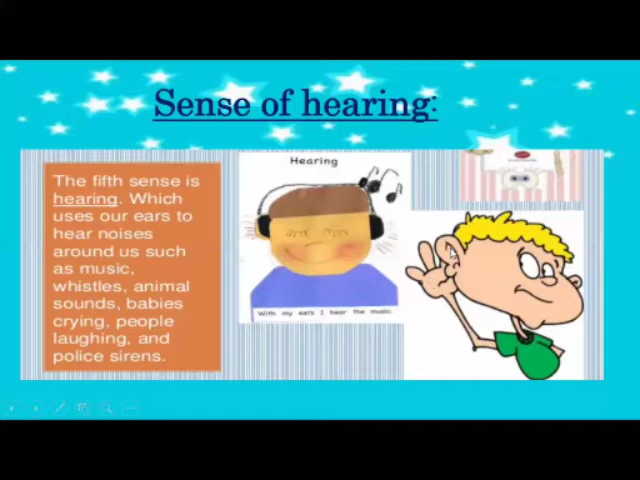 Sense of hearing:
The fifth sense is
hearing. Which
uses our ears to
hear noises
around us such
as music,
whistles, animal
sounds, babies
crying, people
laughing, and
police sirens.
Hearing
With my ears I hear the music.